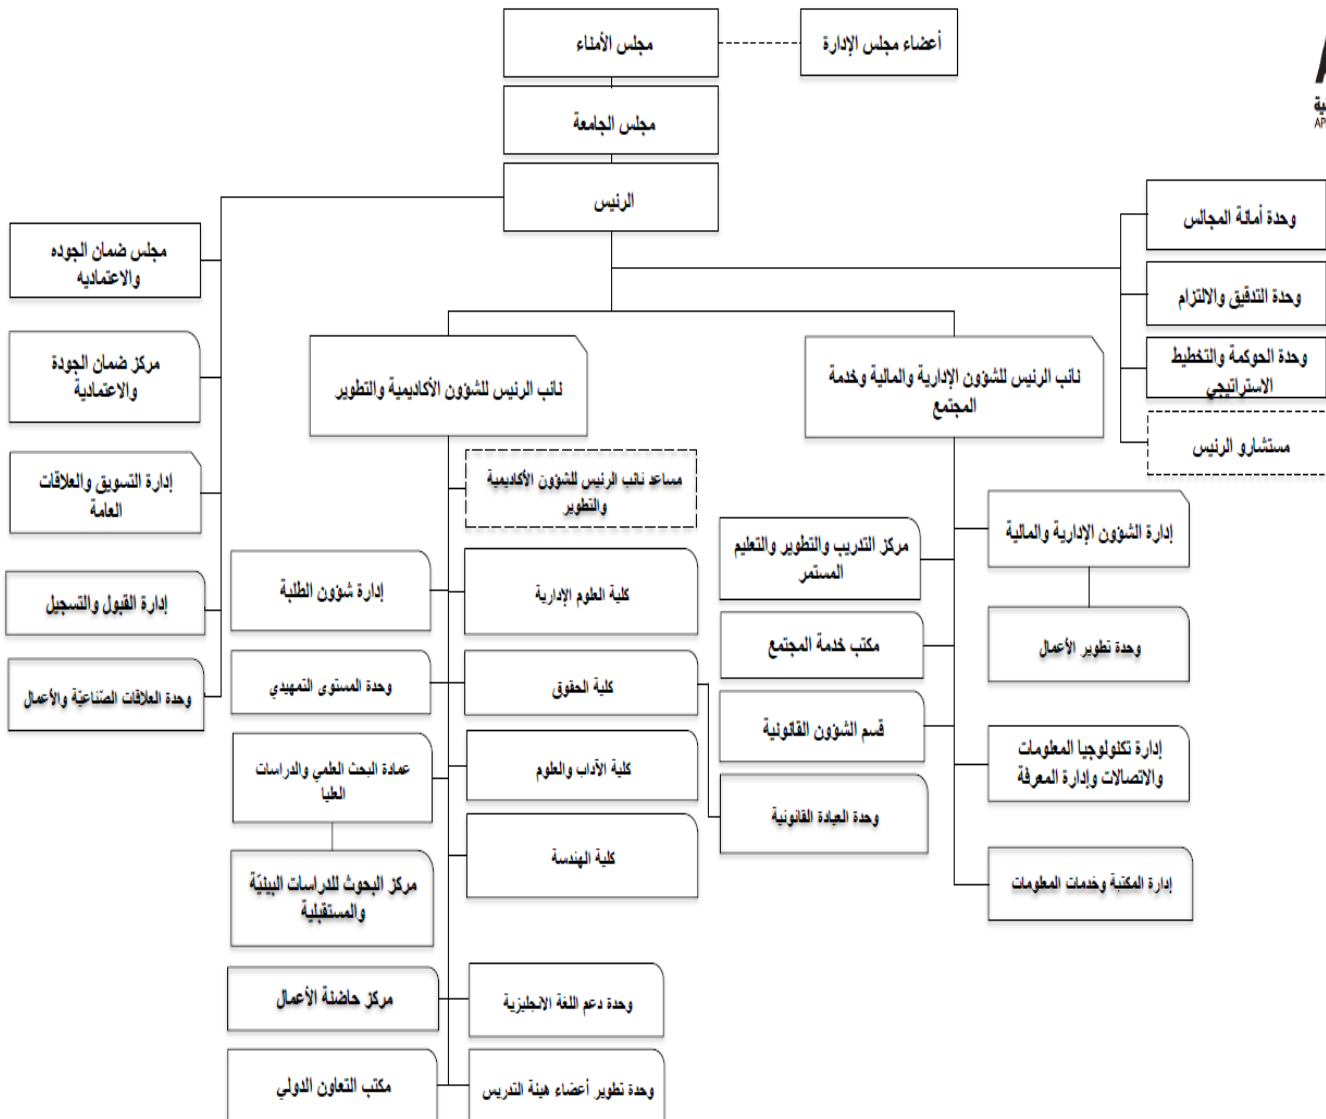 مجلس الأمناء
أعضاء مجلس الإدارة
مجلس الجامعة
الرئيس
وحدة أمانة المجالس
وحدة التدقيق والالتزام
وحدة الحوكمة والتخطيط
الاستراتيجي
مستشارو الرئيس
مجلس ضمان الجوده
والاعتماديه
مركز ضمان الجودة
والاعتمادية
إدارة التسويق والعلاقات
العامة
إدارة القبول والتسجيل
وحدة العلاقات الصّناعيّة والأعمال
نائب الرئيس للشؤون الإدارية والمالية وخدمة
المجتمع
إدارة الشؤون الإدارية والمالية
وحدة تطوير الأعمال
إدارة تكنولوجيا المعلومات
والاتصالات وإدارة المعرفة
إدارة المكتبة وخدمات المعلومات
مركز التدريب والتطوير والتعليم
المستمر
مكتب خدمة المجتمع
قسم الشؤون القانونية
وحدة العيادة القانونية
نائب الرئيس للشؤون الأكاديمية والتطوير
مساعد نائب الرئيس للشؤون الأكاديمية
والتطوير
كلية العلوم الإدارية
كلية الحقوق
كلية الآداب والعلوم
كلية الهندسة
وحدة دعم اللغة الانجليزية
وحدة تطوير أعضاء هيئة التدريس
إدارة شؤون الطلبة
وحدة المستوى التمهيدي
عمادة البحث العلمي والدراسات
العليا
مركز البحوث للدراسات البينيّة
والمستقبلية
مركز حاضنة الأعمال
مكتب التعاون الدولي